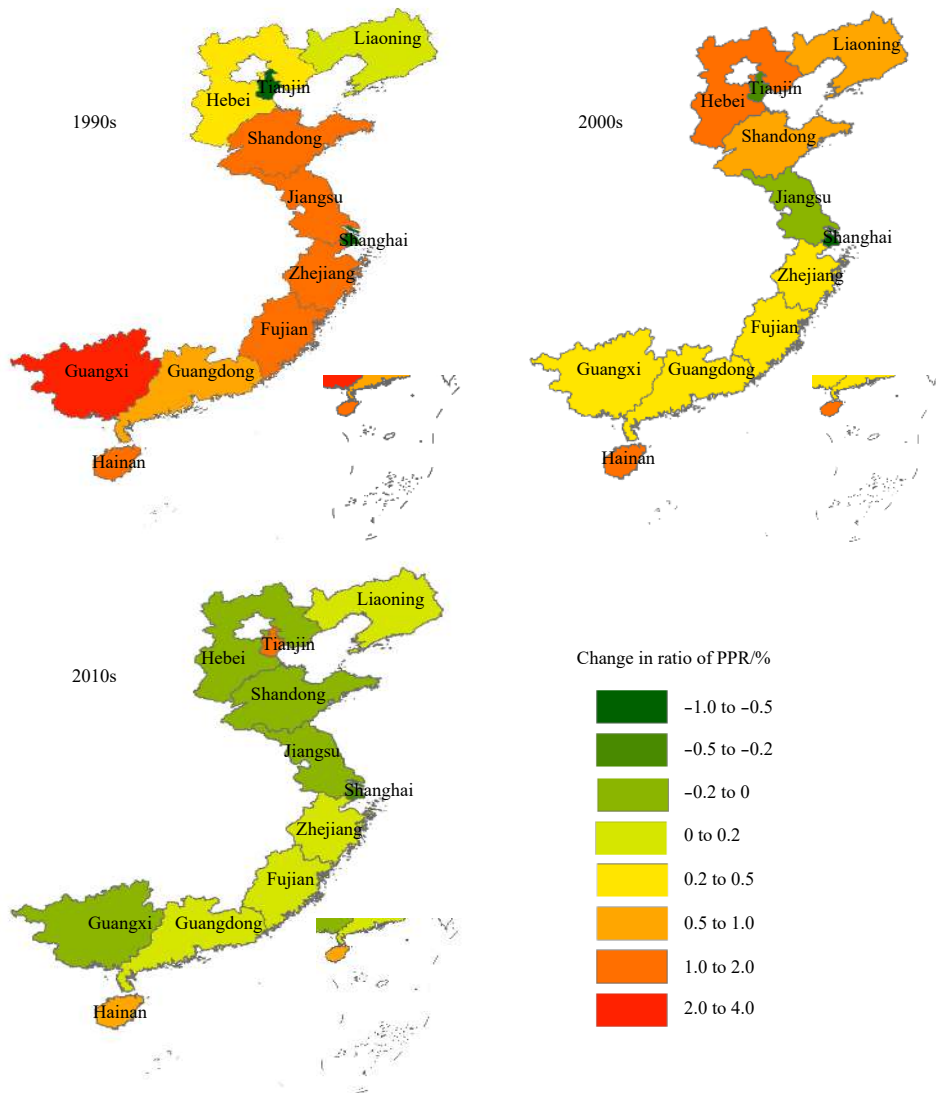 1990s
Liaoning
Tianjin
Hebei
Shandong
Jiangsu
Shanghai
Zhejiang
Fujian
Guangxi
Guangdong
Hainan
2000s
Liaoning
Tianjin
Hebei
Shandong
Jiangsu
Shanghai
Zhejiang
Fujian
Guangxi
Guangdong
Hainan
2010s
Liaoning
Tianjin
Hebei
Shandong
Jiangsu
Shanghai
Zhejiang
Fujian
Guangxi
Guangdong
Hainan
Change in ratio of PPR/%
−1.0 to −0.5
−0.5 to −0.2
−0.2 to 0
0 to 0.2
0.2 to 0.5
0.5 to 1.0
1.0 to 2.0
2.0 to 4.0